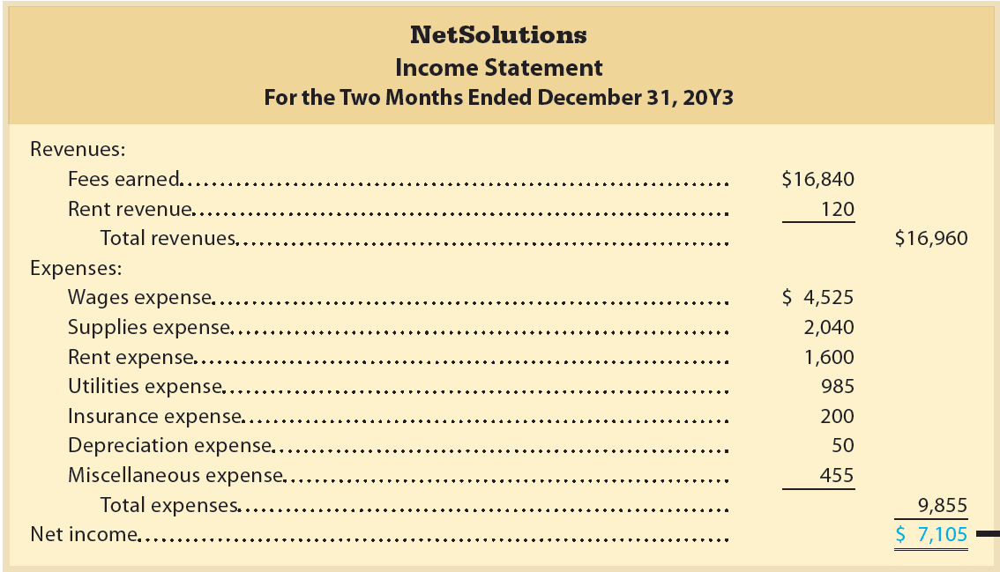 NetSolutions
Income Statement
For the Two Months Ended December 31, 20Y3
Revenues:
Fees earned. $16,840
Rent revenue. 120
Total revenues. $16,960
Expenses:
Wages expense. $ 4,525
Supplies expense. 2,040
Rent expense. 1,600
Utilities expense. 985
Insurance expense. 200
Depreciation expense. 50
Miscellaneous expense. 455
Total expenses. 9,855
Net income. $ 7,105